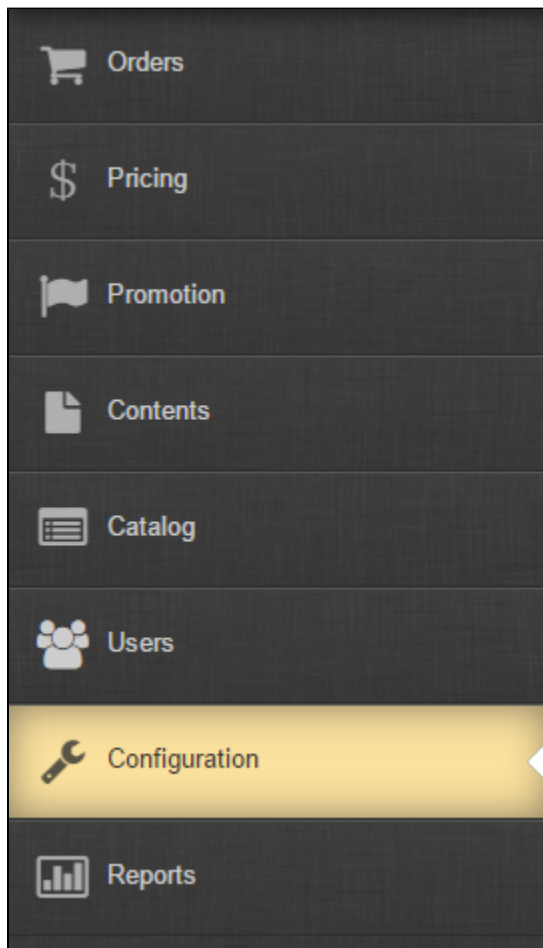 Orders
Pricing
Promotion
Contents
Catalog
Users
Configuration
Reports